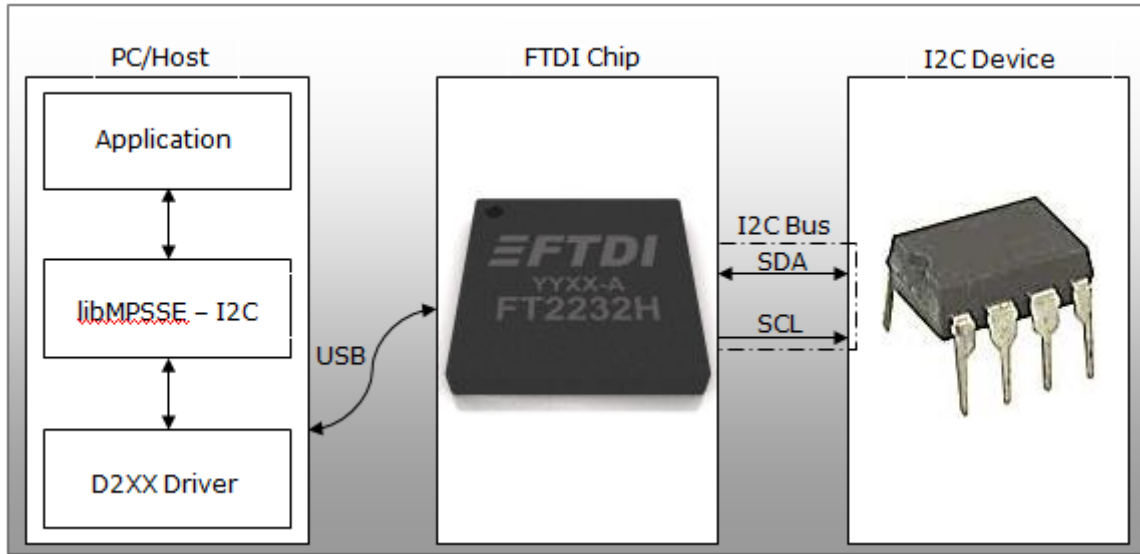 PC/Host
Application
libMPSSE – I2C
D2XX Driver
USB
FTDI Chip
FTDI
YYXX-A
FT2232H
I2C Bus
SDA
SCL
I2C Device